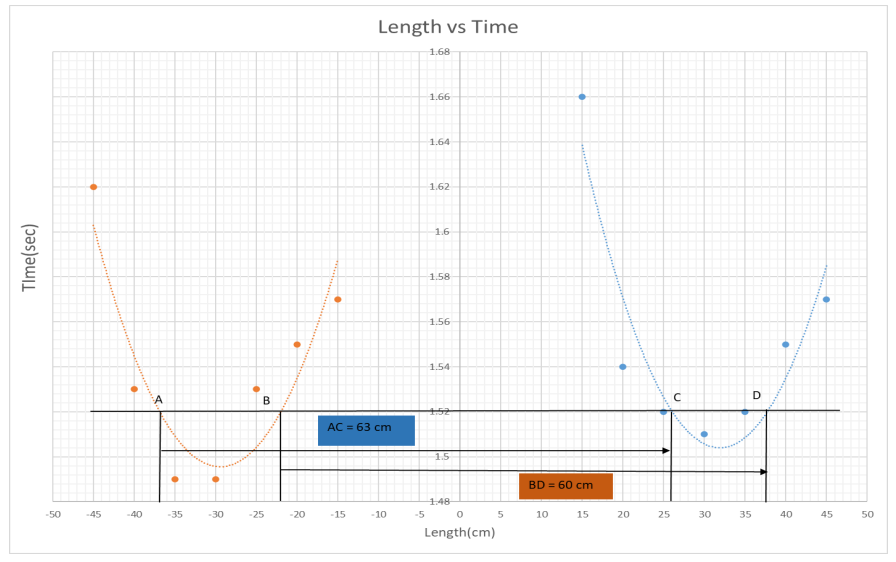 Length vs Time
1.68
1.66
1.64
1.62
1.6
1.58
1.56
1.54
1.52
1.5
1.48
TIme(sec)
A
B
C
D
AC = 63 cm
BD = 60 cm
-50 -45 -40 -35 -30 -25 -20 -15 -10 -5 0 5 10 15 20 25 30 35 40 45 50
Length(cm)